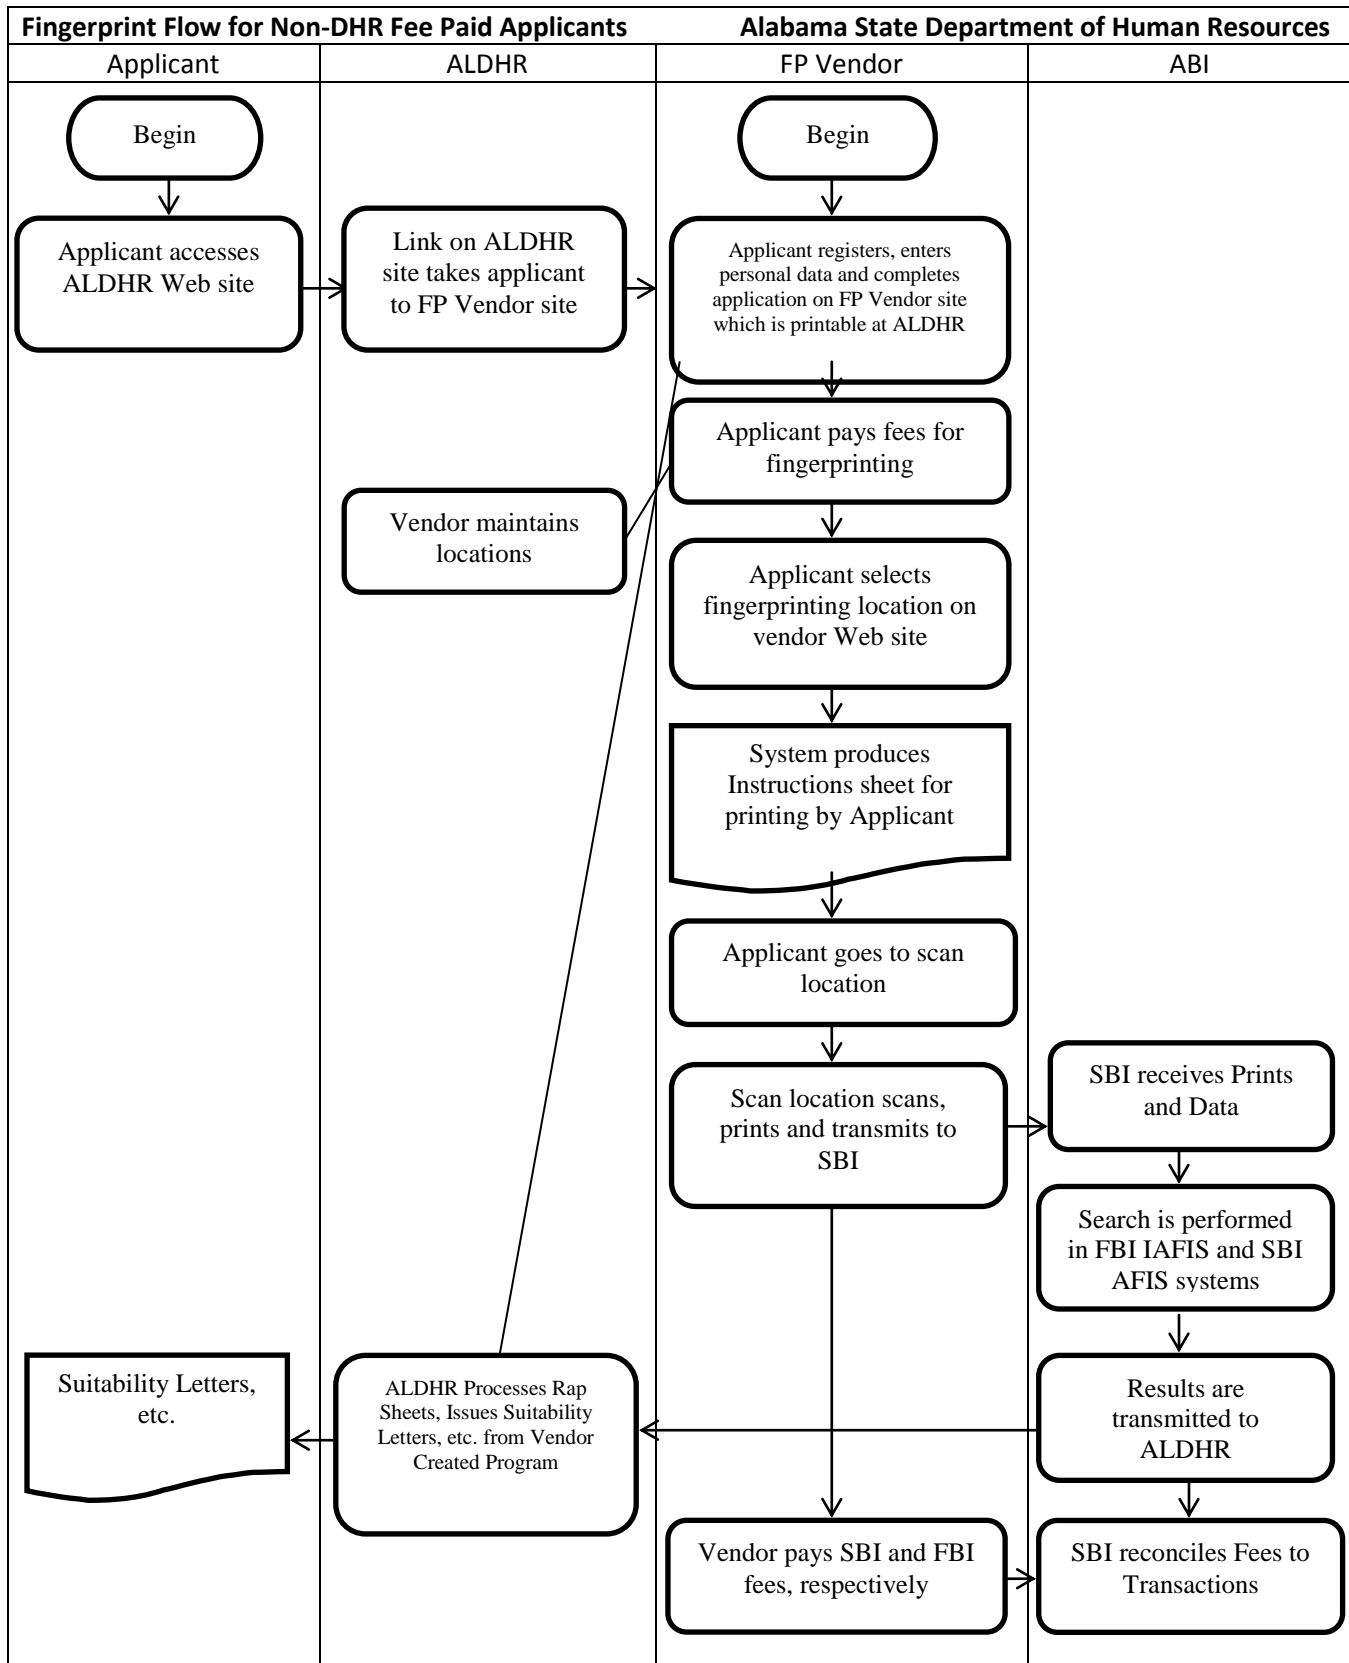 Fingerprint Flow for Non-DHR Fee Paid Applicants
Alabama State Department of Human Resources
Applicant
ALDHR
FP Vendor
ABI
Begin
Begin
Applicant accesses
ALDHR Web site
Link on ALDHR
site takes applicant
to FP Vendor site
Applicant registers, enters
personal data and completes
application on FP Vendor site
which is printable at ALDHR
Applicant pays fees for
fingerprinting
Vendor maintains
locations
Applicant selects
fingerprinting location on
vendor Web site
System produces
Instructions sheet for
printing by Applicant
Applicant goes to scan
location
Scan location scans,
prints and transmits to
SBI
SBI receives Prints
and Data
Search is performed
in FBI IAFIS and SBI
AFIS systems
Results are
transmitted to
ALDHR
ALDHR Processes Rap
Sheets, Issues Suitability
Letters, etc. from Vendor
Created Program
Suitability Letters,
etc.
Vendor pays SBI and FBI
fees, respectively
SBI reconciles Fees to
Transactions